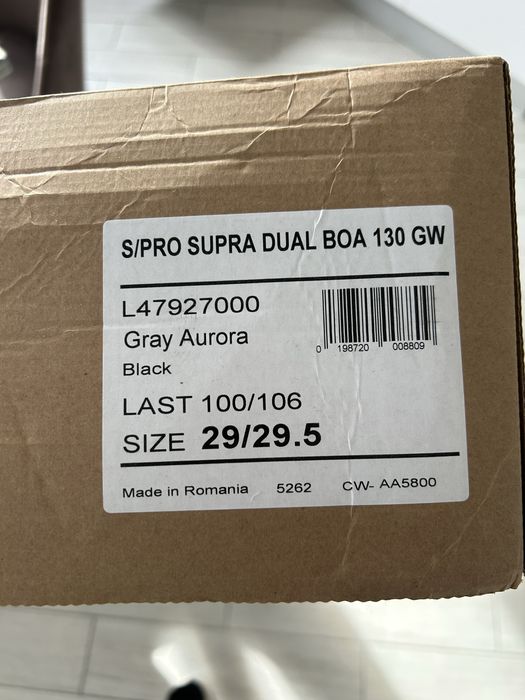 S/PRO SUPRA DUAL BOA 130 GW
L47927000
Gray Aurora
0 198720 008809
Black
LAST 100/106
SIZE 29/29.5
Made in Romania 5262 CW- AA5800